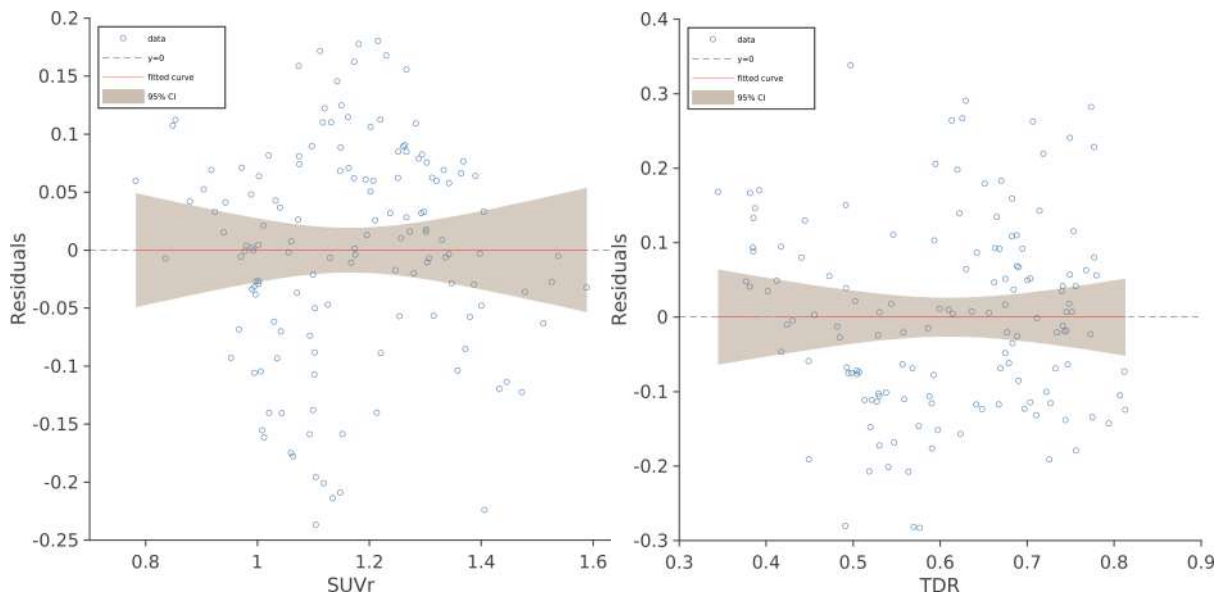 0.2
0.15
0.1
0.05
0
-0.05
-0.1
-0.15
-0.2
-0.25
Residuals
data
y=0
fitted curve
95% CI
0.8 1 1.2 1.4 1.6
SUVr
0.4
0.3
0.2
0.1
0
-0.1
-0.2
-0.3
Residuals
data
y=0
fitted curve
95% CI
0.3 0.4 0.5 0.6 0.7 0.8 0.9
TDR